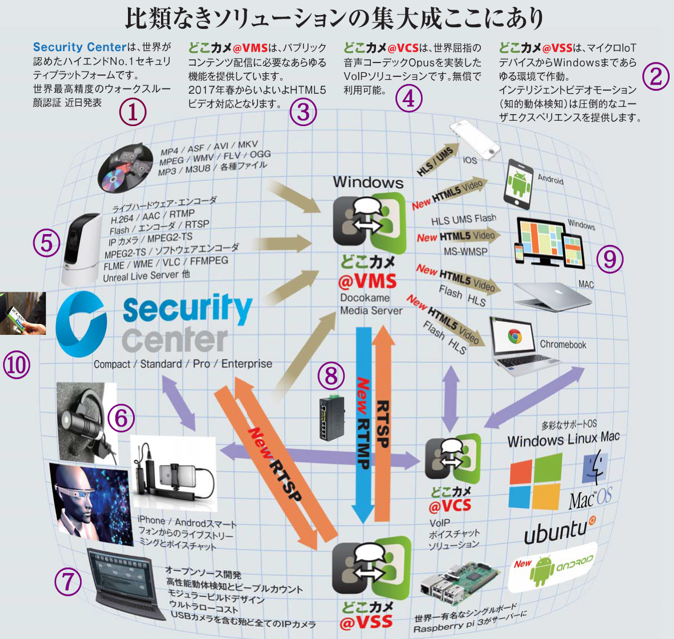 比類なきソリューションの集大成ここにあり
Security Centerは、世界が
認めたハイエンドNo.1セキュリ
ティプラットフォームです。
世界最高精度のウォークスルー
顔認証 近日発表
①
どこカメ@VMSは、パブリック
コンテンツ配信に必要なあらゆる
機能を提供しています。
2017年春からいよいよHTML5
ビデオ対応となります。
③
どこカメ@VCSは、世界屈指の
音声コーデックOpusを実装した
VoIPソリューションです。無償で
利用可能。
④
どこカメ@VSSは、マイクロIoT
デバイスからWindowsまであら
ゆる環境で作動。
インテリジェントビデオモーション
(知的動体検知)は圧倒的なユー
ザエクスペリエンスを提供します。
②
MP4 / ASF / AVI / MKV
MPEG / WMV / FLV / OGG
MP3 / M3U8 / 各種ファイル
⑤
ライブハードウェア・エンコーダ
H.264 / AAC / RTMP
Flash / エンコーダ / RTSP
IP カメラ / MPEG2-TS
MPEG2-TS / ソフトウェアエンコーダ
FLME / WME / VLC / FFMPEG
Unreal Live Server 他
Windows
どこカメ
@VMS
Docokame
Media Server
HLS / UMS
iOS
New HTML5 Video
Android
HLS UMS Flash
New HTML5 Video
Windows
MS-WMSP
⑨
New HTML5 Video
MAC
Flash HLS
New HTML5 Video
Chromebook
Flash HLS
Security
Center
Compact / Standard / Pro / Enterprise
⑩
⑥
⑧
New RTSP
New RTMP
RTSP
iPhone / Androdスマート
フォンからのライブストリー
ミングとボイスチャット
どこカメ
@VCS
VoIP
ボイスチャット
ソリューション
多彩なサポートOS
Windows Linux Mac
Mac OS
ubuntu
New
ANDROID
⑦
オープンソース開発
高性能動体検知とピープルカウント
モジュラービルドデザイン
ウルトラローコスト
USBカメラを含む殆ど全てのIPカメラ
どこカメ
@VSS
世界一有名なシングルボード
Raspberry pi 3がサーバーに